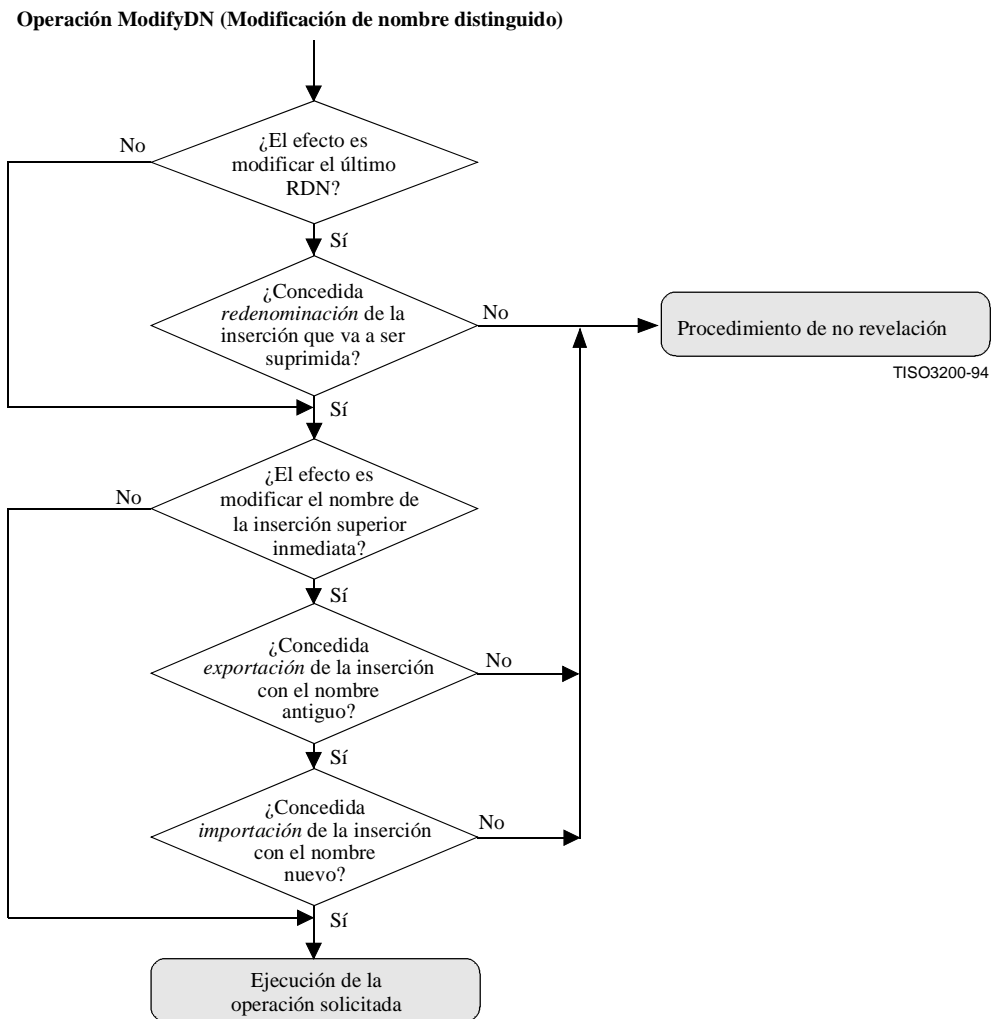 Operación ModifyDN (Modificación de nombre distinguido)
No
¿El efecto es
modificar el último
RDN?
Sí
¿Concedida
redenominación de la
inserción que va a ser
suprimida?
No
Procedimiento de no revelación
TISO3200-94
Sí
No
¿El efecto es
modificar el nombre de
la inserción superior
inmediata?
Sí
¿Concedida
exportación de la inserción
con el nombre
antiguo?
No
Sí
¿Concedida
importación de la inserción
con el nombre
nuevo?
No
Sí
Ejecución de la
operación solicitada